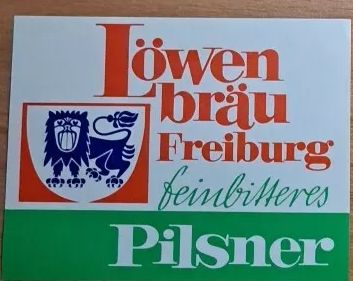 Löwen
bräu
Freiburg
feinbitteres
Pilsner